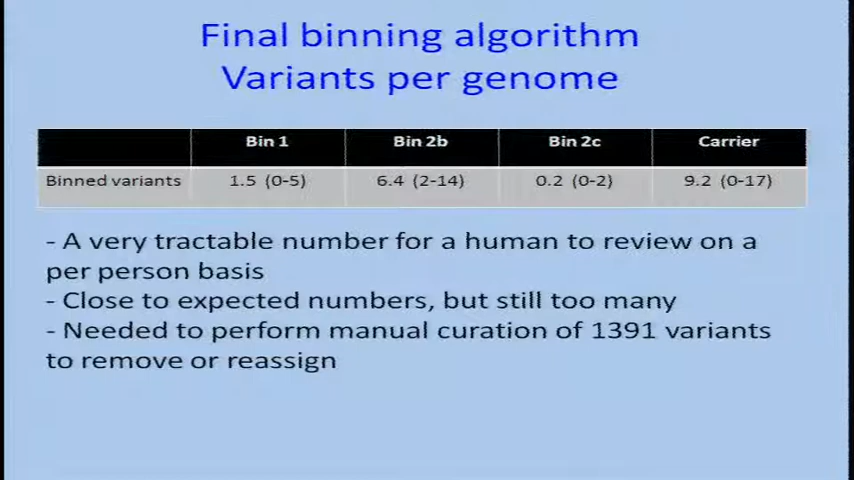 Final binning algorithm
Variants per genome
Bin 1 Bin 2b Bin 2c Carrier
Binned variants 1.5 (0-5) 6.4 (2-14) 0.2 (0-2) 9.2 (0-17)
- A very tractable number for a human to review on a
per person basis
- Close to expected numbers, but still too many
- Needed to perform manual curation of 1391 variants
to remove or reassign